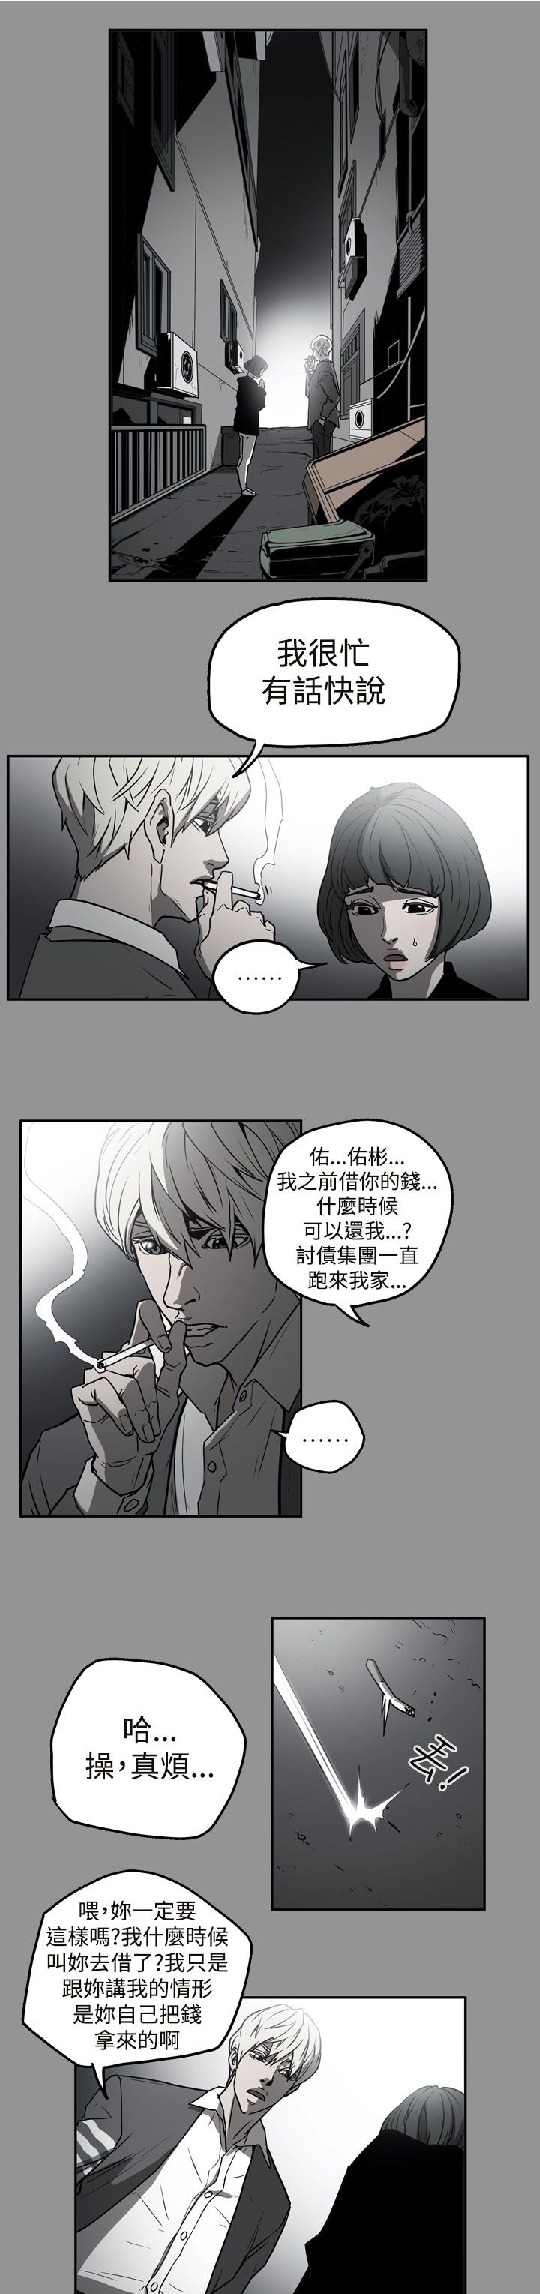 我很忙
有話快說
……
佑...佑彬...
我之前借你的錢...
什麼時候
可以還我...?
討債集團一直
跑來我家...
……
丟!
哈...
操,真煩...
喂,妳一定要
這樣嗎?我什麼時候
叫妳去借了?我只是
跟妳講我的情形
是妳自己把錢
拿來的啊